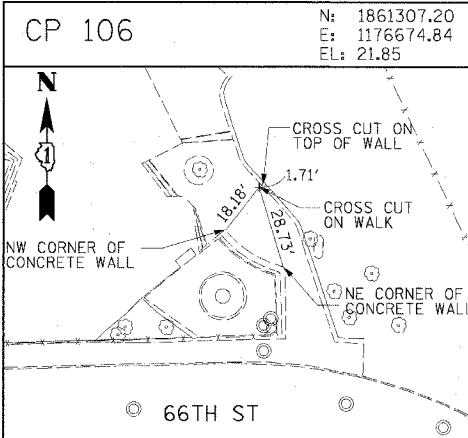 CP 106
N: 1861307.20
E: 1176674.84
EL: 21.85
N
1
CROSS CUT ON
TOP OF WALL
1.71'
18.18'
28.73'
CROSS CUT
ON WALK
NW CORNER OF
CONCRETE WALL
NE CORNER OF
CONCRETE WALL
66TH ST